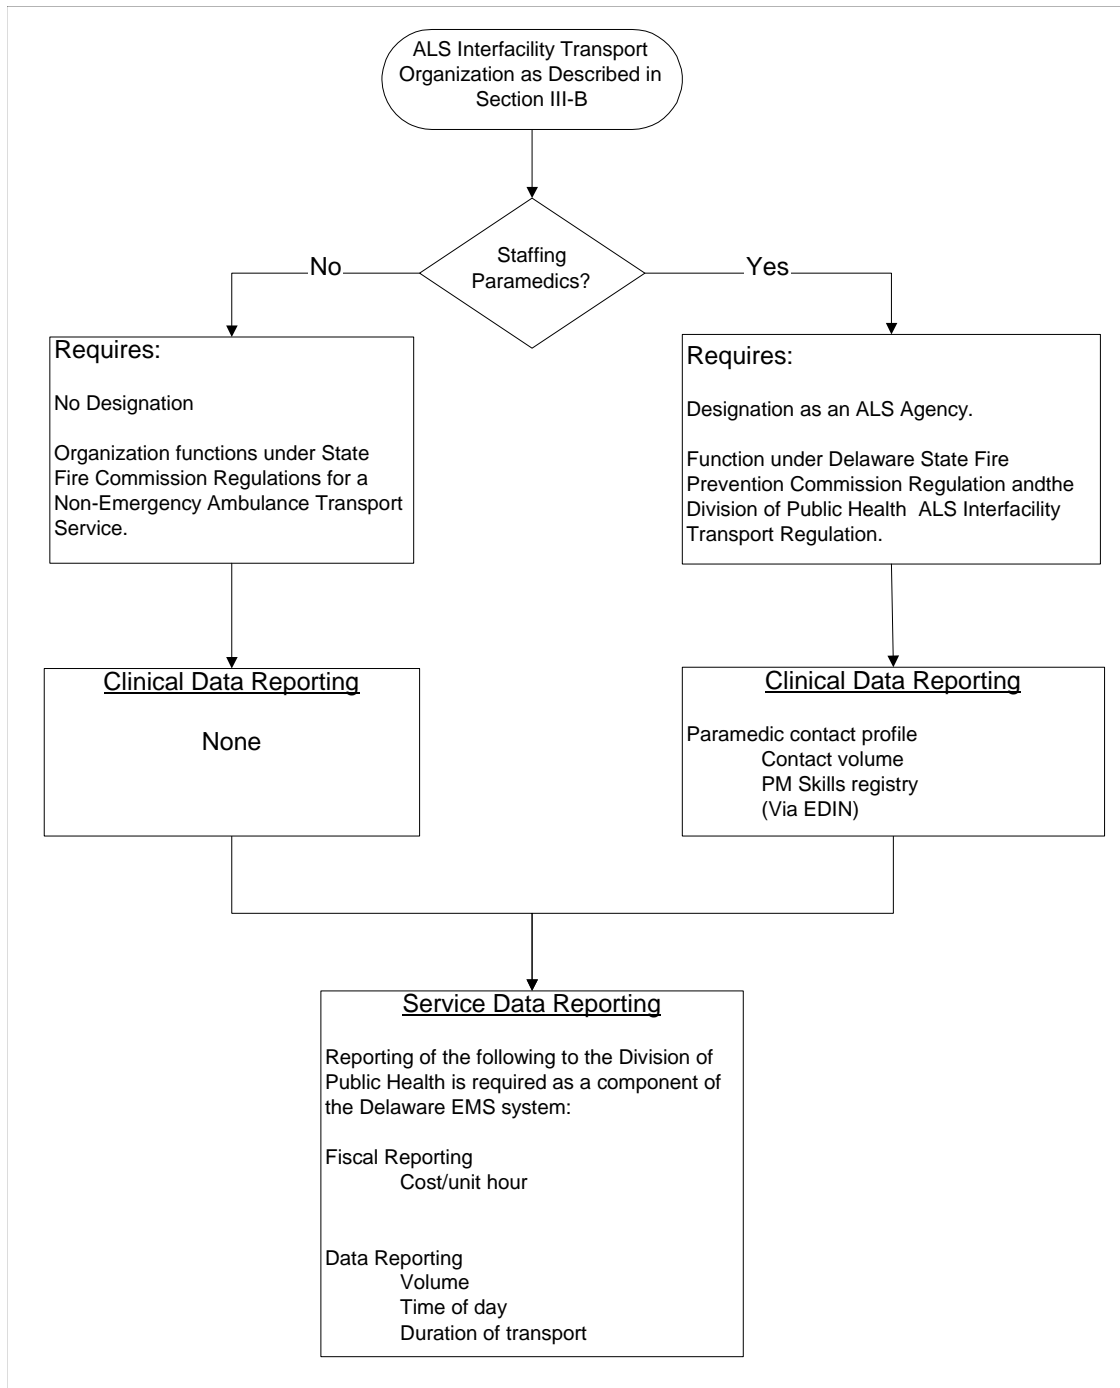 ALS Interfacility Transport
Organization as Described in
Section III-B
Staffing
Paramedics?
No
Yes
Requires:
No Designation
Organization functions under State
Fire Commission Regulations for a
Non-Emergency Ambulance Transport
Service.
Requires:
Designation as an ALS Agency.
Function under Delaware State Fire
Prevention Commission Regulation andthe
Division of Public Health  ALS Interfacility
Transport Regulation.
Clinical Data Reporting
None
Clinical Data Reporting
Paramedic contact profile
Contact volume
PM Skills registry
(Via EDIN)
Service Data Reporting
Reporting of the following to the Division of
Public Health is required as a component of
the Delaware EMS system:
Fiscal Reporting
Cost/unit hour
Data Reporting
Volume
Time of day
Duration of transport